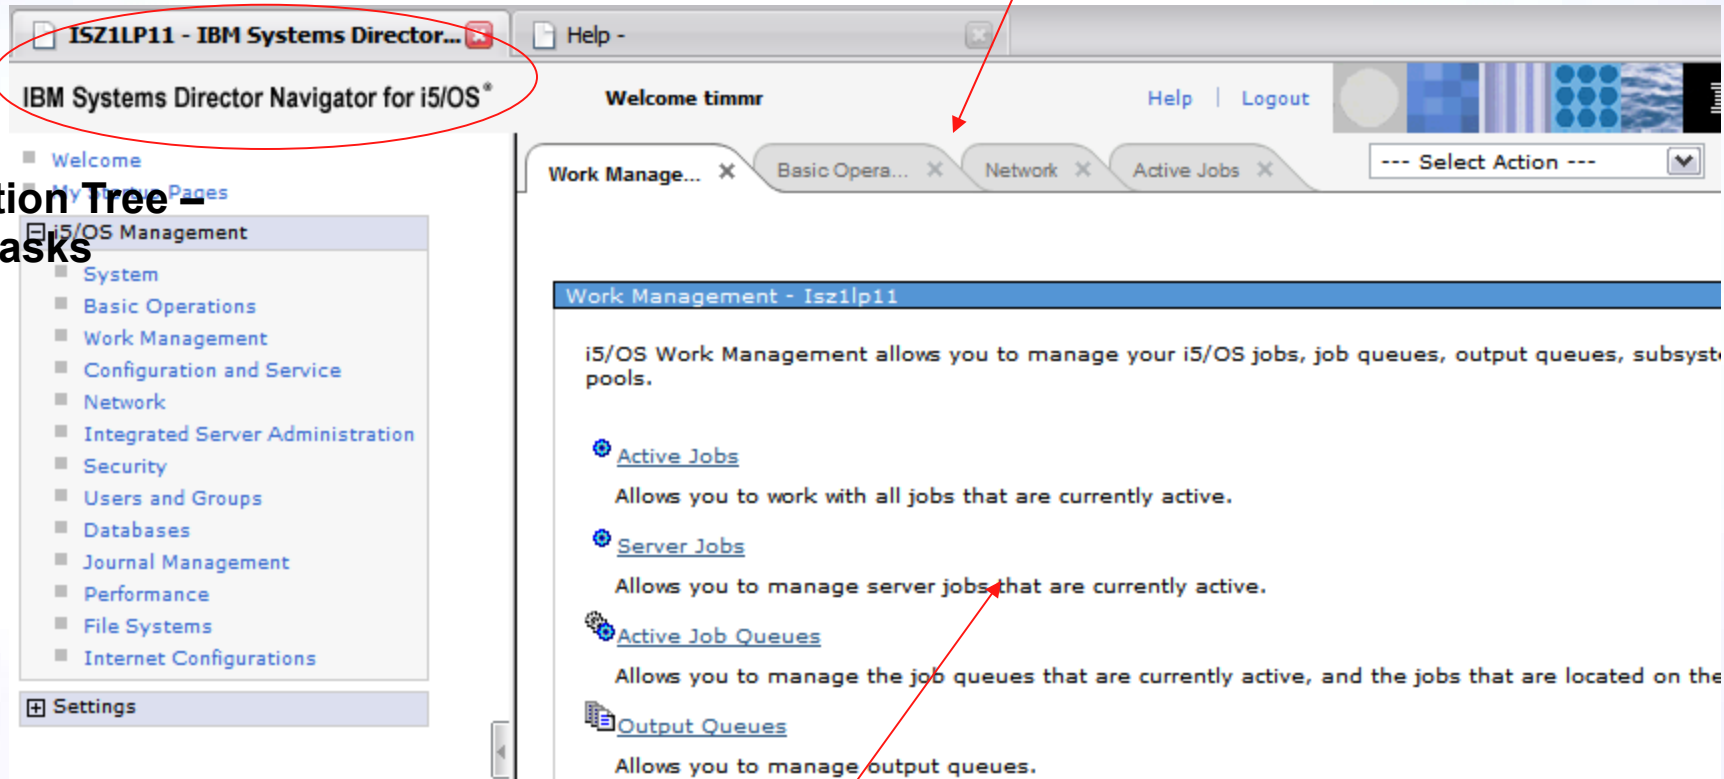 ISZ1LP11 - IBM Systems Director...
Help -
IBM Systems Director Navigator for i5/OS®
Welcome timmr
Help | Logout
Welcome
My Startup Pages
tion Tree –
asks
i5/OS Management
System
Basic Operations
Work Management
Configuration and Service
Network
Integrated Server Administration
Security
Users and Groups
Databases
Journal Management
Performance
File Systems
Internet Configurations
Settings
Work Manage...
Basic Opera...
Network
Active Jobs
--- Select Action ---
Work Management - Isz1lp11
i5/OS Work Management allows you to manage your i5/OS jobs, job queues, output queues, subsyst
pools.
Active Jobs
Allows you to work with all jobs that are currently active.
Server Jobs
Allows you to manage server jobs that are currently active.
Active Job Queues
Allows you to manage the job queues that are currently active, and the jobs that are located on the
Output Queues
Allows you to manage output queues.